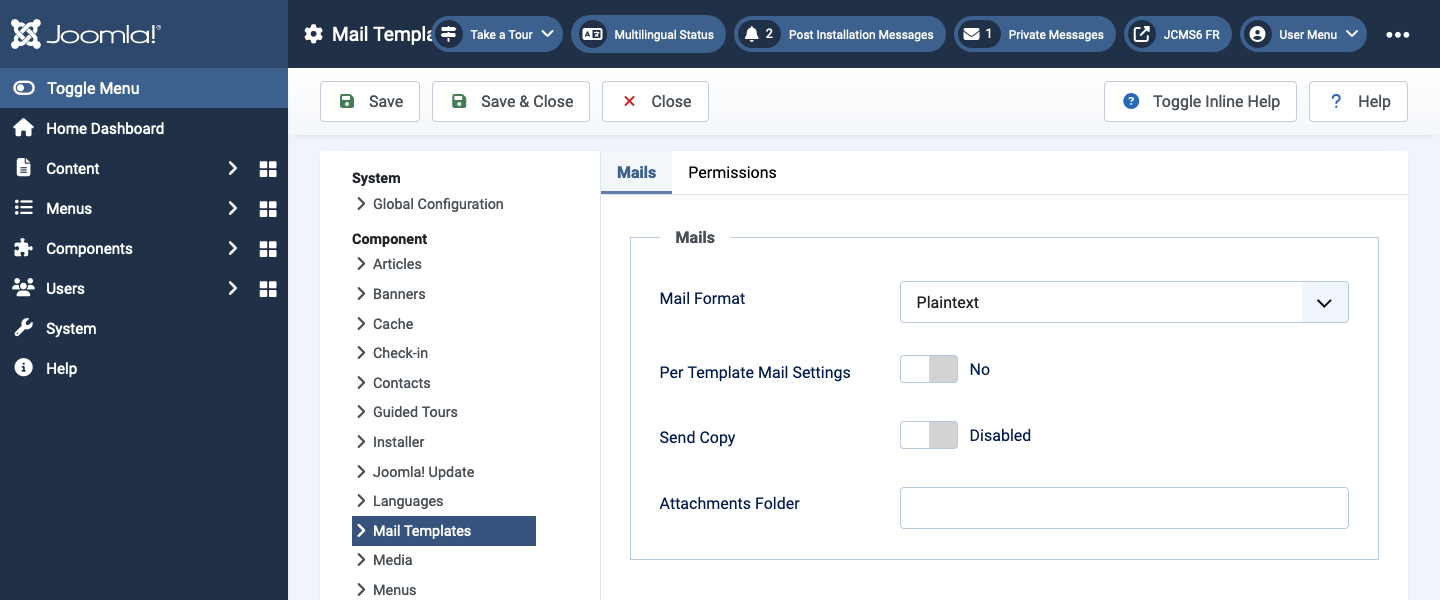 Joomla!®
Mail Templa
Take a Tour
Multilingual Status
2 Post Installation Messages
1 Private Messages
JCMS6 FR
User Menu
Toggle Menu
Home Dashboard
Content
Menus
Components
Users
System
Help
Save
Save & Close
Close
Toggle Inline Help
? Help
System
Global Configuration
Component
Articles
Banners
Cache
Check-in
Contacts
Guided Tours
Installer
Joomla! Update
Languages
Mail Templates
Media
Menus
Mails
Permissions
Mails
Mail Format
Plaintext
Per Template Mail Settings
No
Send Copy
Disabled
Attachments Folder